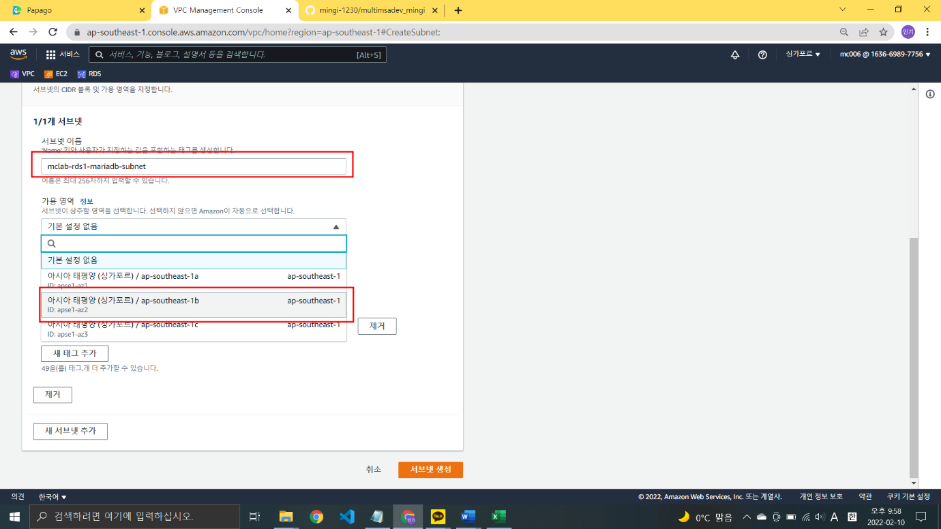 Papago
VPC Management Console
mingi-1230/multimsadev_mingi
ap-southeast-1.console.aws.amazon.com/vpc/home?region=ap-southeast-1#CreateSubnet:
민기
aws
서비스
서비스, 기능, 블로그, 설명서 등을 검색합니다.
[Alt+S]
싱가포르
mc006 @ 1636-6989-7756
VPC
EC2
RDS
서브넷의 CIDR 블록 및 가용 영역을 지정합니다.
1/1개 서브넷
서브넷 이름
'Name' 키와 사용자가 지정하는 값을 포함하는 태그를 생성합니다.
mclab-rds1-mariadb-subnet
이름은 최대 256자까지 입력할 수 있습니다.
가용 영역 정보
서브넷이 상주할 영역을 선택합니다. 선택하지 않으면 Amazon이 자동으로 선택합니다.
기본 설정 없음
기본 설정 없음
아시아 태평양 (싱가포르) / ap-southeast-1a ap-southeast-1
ID: apse1-az1
아시아 태평양 (싱가포르) / ap-southeast-1b ap-southeast-1
ID: apse1-az2
아시아 태평양 (싱가포르) / ap-southeast-1c ap-southeast-1
ID: apse1-az3
제거
새 태그 추가
49을(를) 태그.개 더 추가할 수 있습니다.
제거
새 서브넷 추가
취소
서브넷 생성
의견
한국어
© 2022, Amazon Web Services, Inc. 또는 계열사.
개인 정보 보호
약관
쿠키 기본 설정
검색하려면 여기에 입력하십시오.
0°C 맑음
A
오후 9:58
2022-02-10